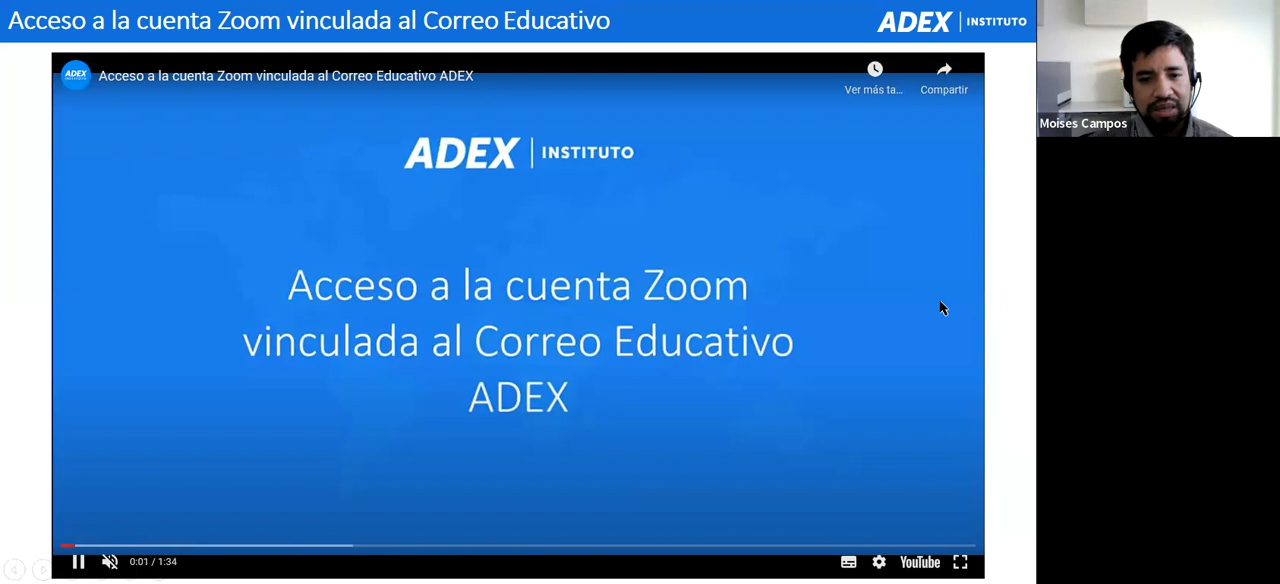 Acceso a la cuenta Zoom vinculada al Correo Educativo
ADEX | INSTITUTO
Moises Campos
ADEX INSTITUTO
Acceso a la cuenta Zoom vinculada al Correo Educativo ADEX
Ver más ta...
Compartir
ADEX | INSTITUTO
Acceso a la cuenta Zoom
vinculada al Correo Educativo
ADEX
0:01 / 1:34
YouTube